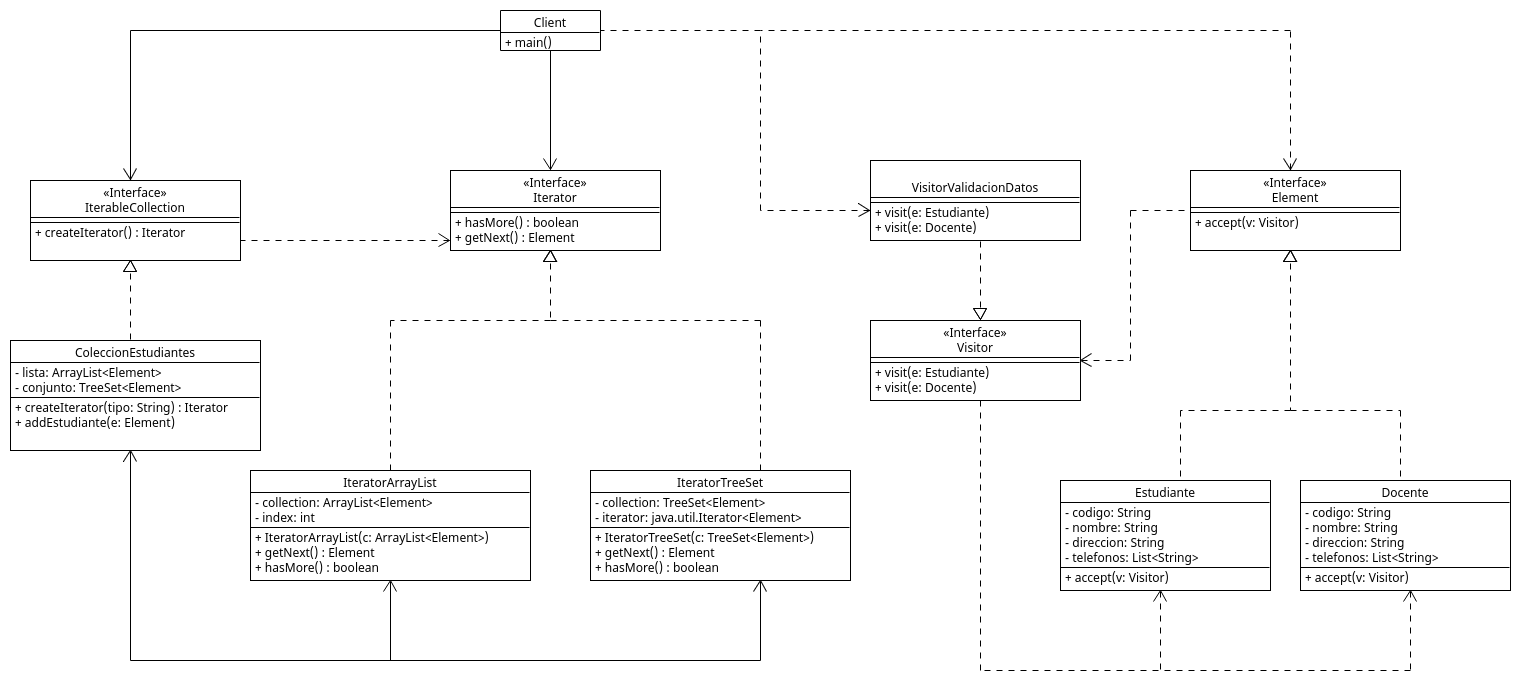 Client
+ main()
«Interface»
IterableCollection
+ createIterator() : Iterator
«Interface»
Iterator
+ hasMore() : boolean
+ getNext() : Element
VisitorValidacionDatos
+ visit(e: Estudiante)
+ visit(e: Docente)
«Interface»
Element
+ accept(v: Visitor)
«Interface»
Visitor
+ visit(e: Estudiante)
+ visit(e: Docente)
ColeccionEstudiantes
- lista: ArrayList<Element>
- conjunto: TreeSet<Element>
+ createIterator(tipo: String) : Iterator
+ addEstudiante(e: Element)
IteratorArrayList
- collection: ArrayList<Element>
- index: int
+ IteratorArrayList(c: ArrayList<Element>)
+ getNext() : Element
+ hasMore() : boolean
IteratorTreeSet
- collection: TreeSet<Element>
- iterator: java.util.Iterator<Element>
+ IteratorTreeSet(c: TreeSet<Element>)
+ getNext() : Element
+ hasMore() : boolean
Estudiante
- codigo: String
- nombre: String
- direccion: String
- telefonos: List<String>
+ accept(v: Visitor)
Docente
- codigo: String
- nombre: String
- direccion: String
- telefonos: List<String>
+ accept(v: Visitor)